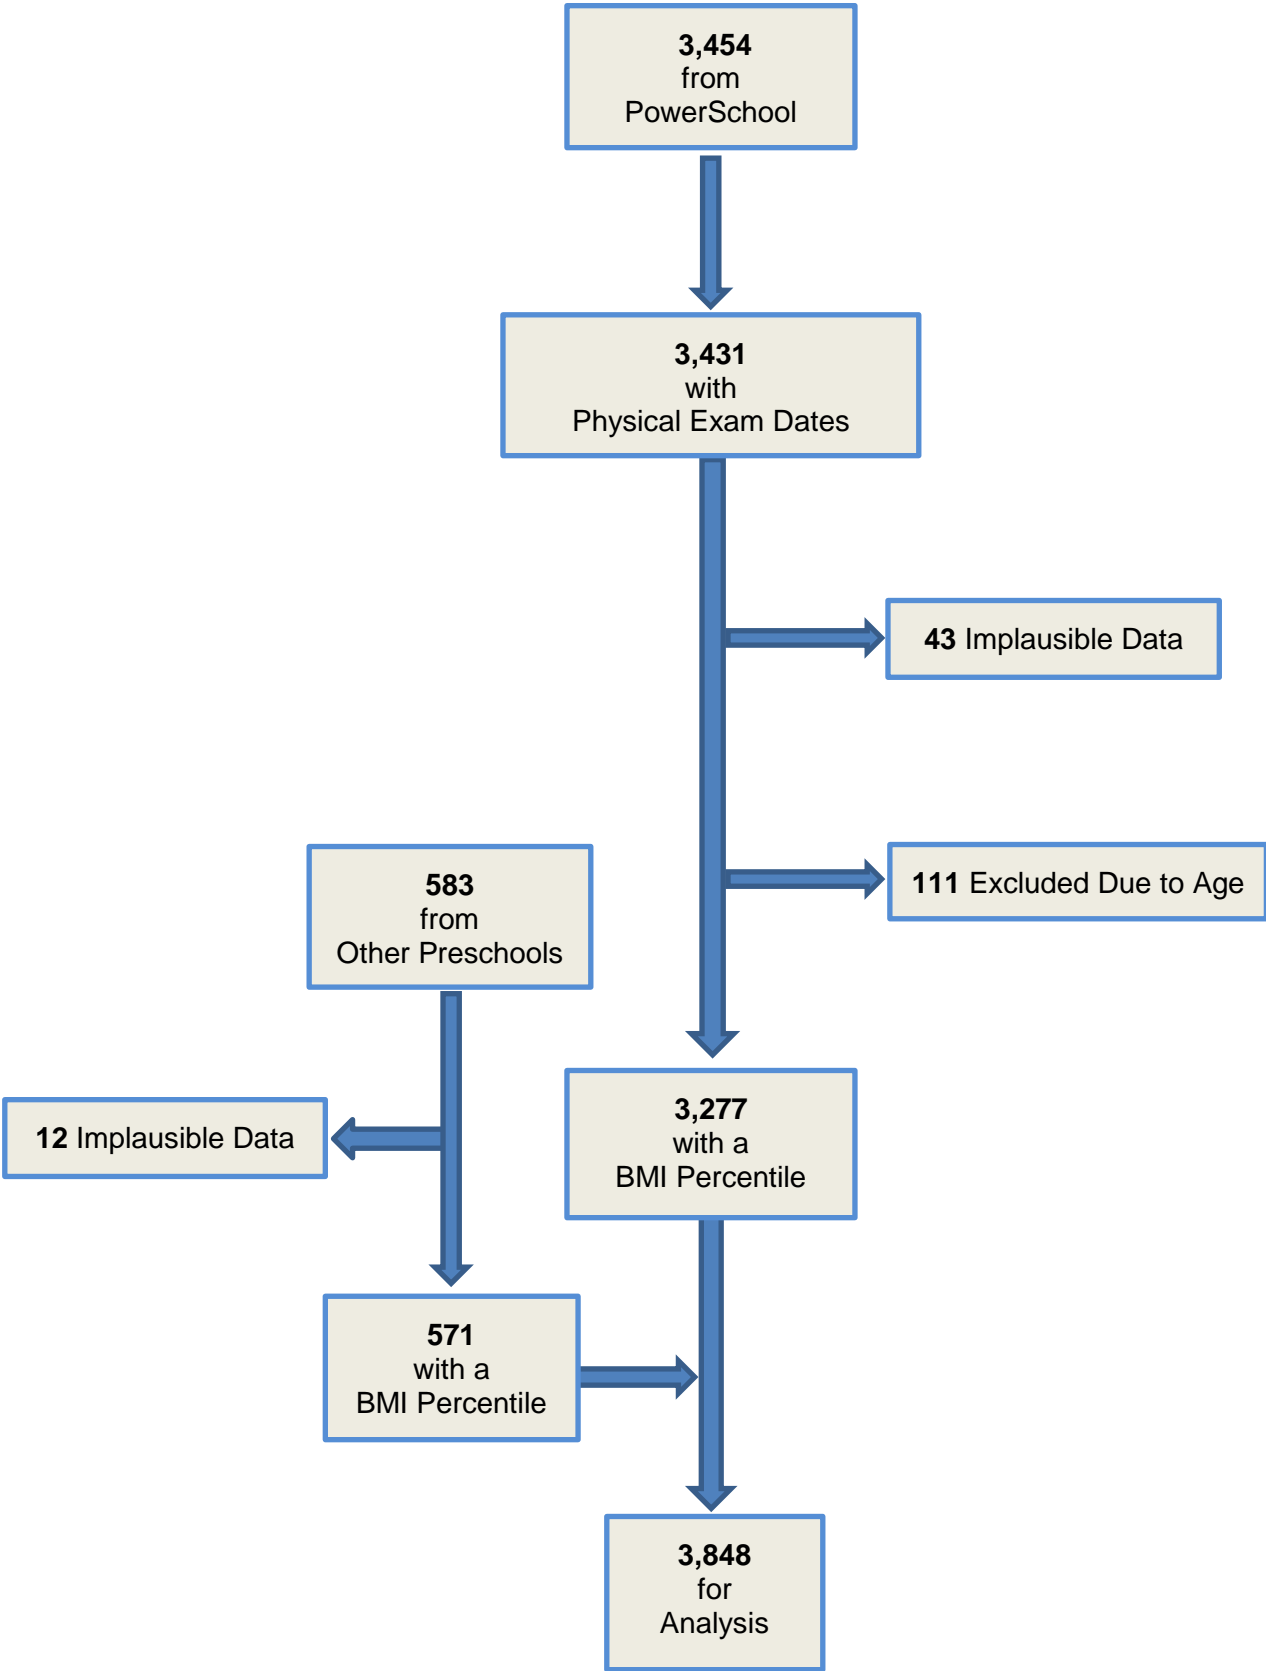 3,454
from
PowerSchool
3,431
with
Physical Exam Dates
43 Implausible Data
111 Excluded Due to Age
583
from
Other Preschools
12 Implausible Data
3,277
with a
BMI Percentile
571
with a
BMI Percentile
3,848
for
Analysis